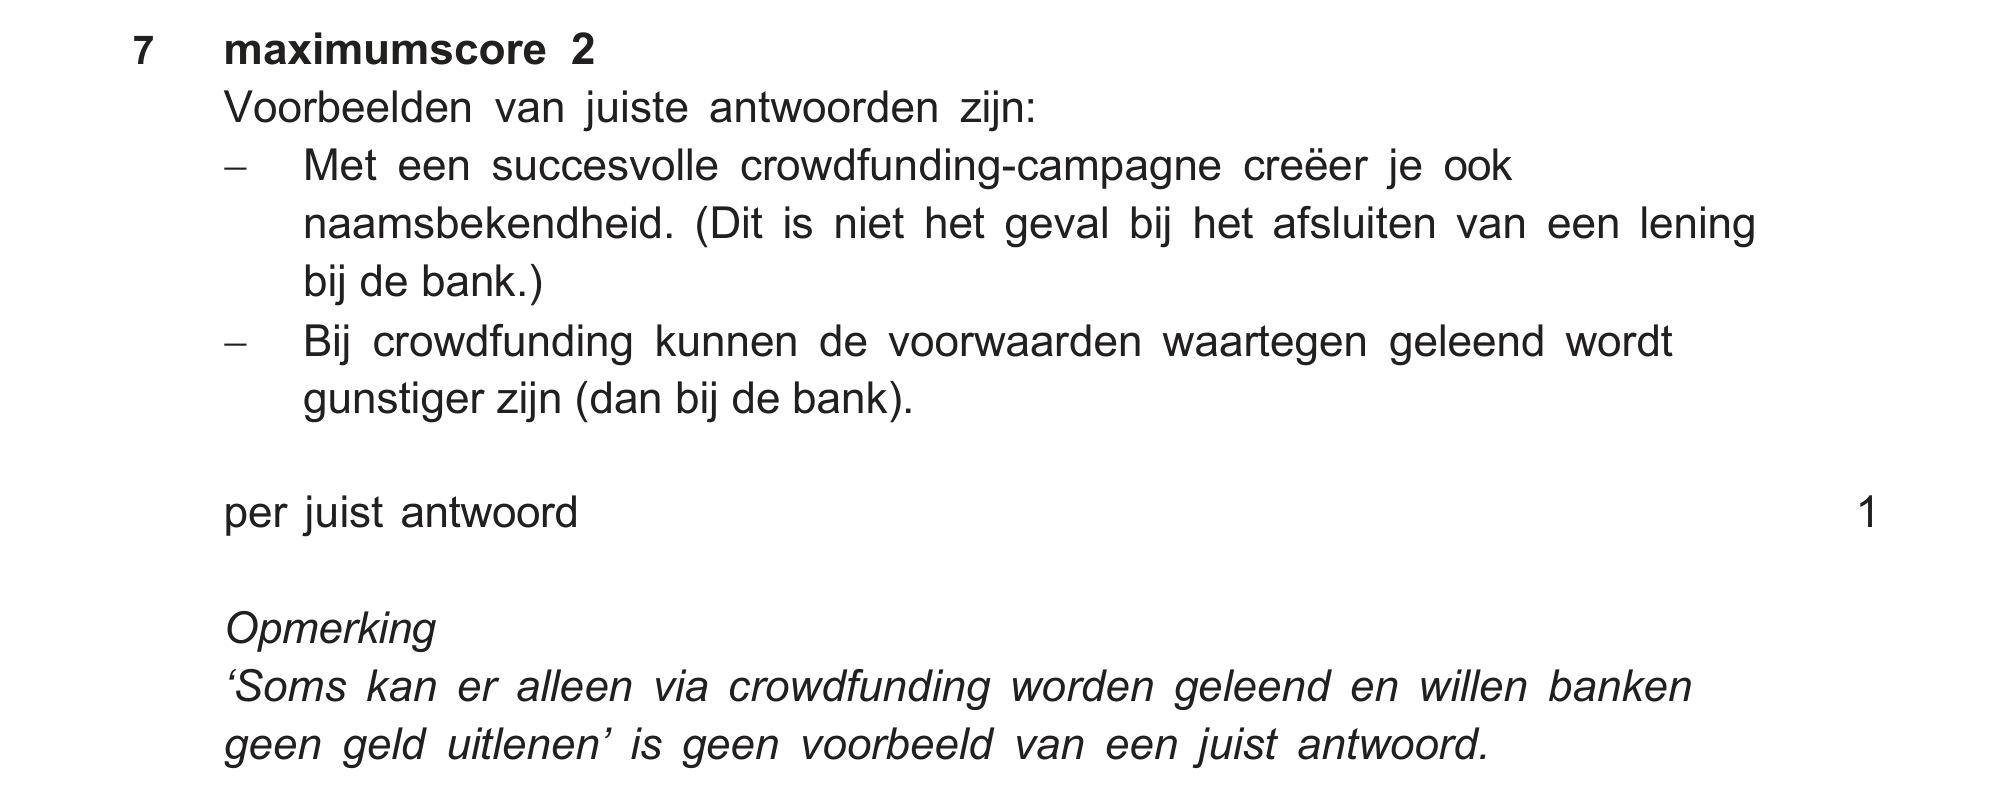 7 maximumscore 2
Voorbeelden van juiste antwoorden zijn:
– Met een succesvolle crowdfunding-campagne creëer je ook
naamsbekendheid. (Dit is niet het geval bij het afsluiten van een lening
bij de bank.)
– Bij crowdfunding kunnen de voorwaarden waartegen geleend wordt
gunstiger zijn (dan bij de bank).
per juist antwoord 1
Opmerking
‘Soms kan er alleen via crowdfunding worden geleend en willen banken
geen geld uitlenen’ is geen voorbeeld van een juist antwoord.